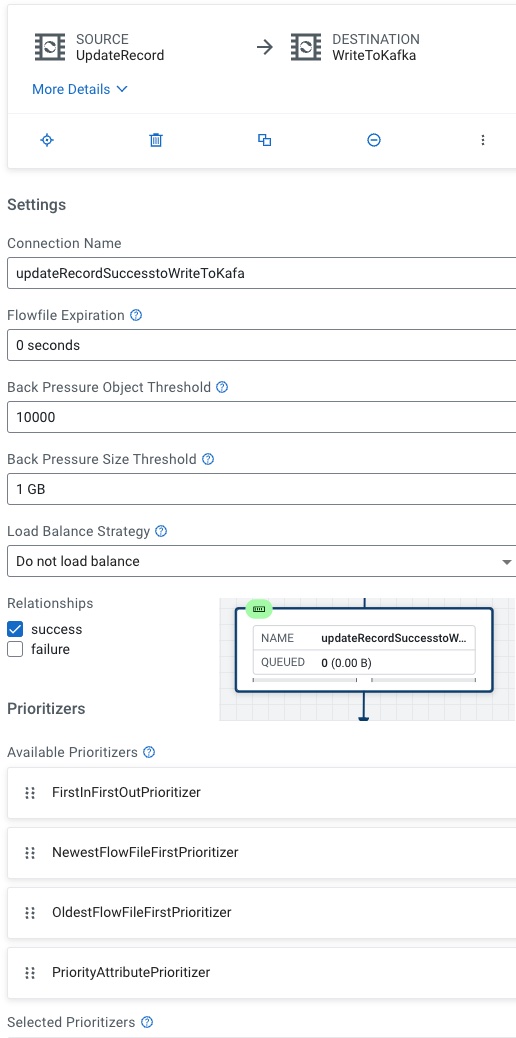 SOURCE
UpdateRecord
DESTINATION
WriteToKafka
More Details
Settings
Connection Name
updateRecordSuccesstoWriteToKafa
Flowfile Expiration
0 seconds
Back Pressure Object Threshold
10000
Back Pressure Size Threshold
1 GB
Load Balance Strategy
Do not load balance
Relationships
success
failure
NAME updateRecordSuccesstoW...
QUEUED 0 (0.00 B)
Prioritizers
Available Prioritizers
FirstInFirstOutPrioritizer
NewestFlowFileFirstPrioritizer
OldestFlowFileFirstPrioritizer
PriorityAttributePrioritizer
Selected Prioritizers